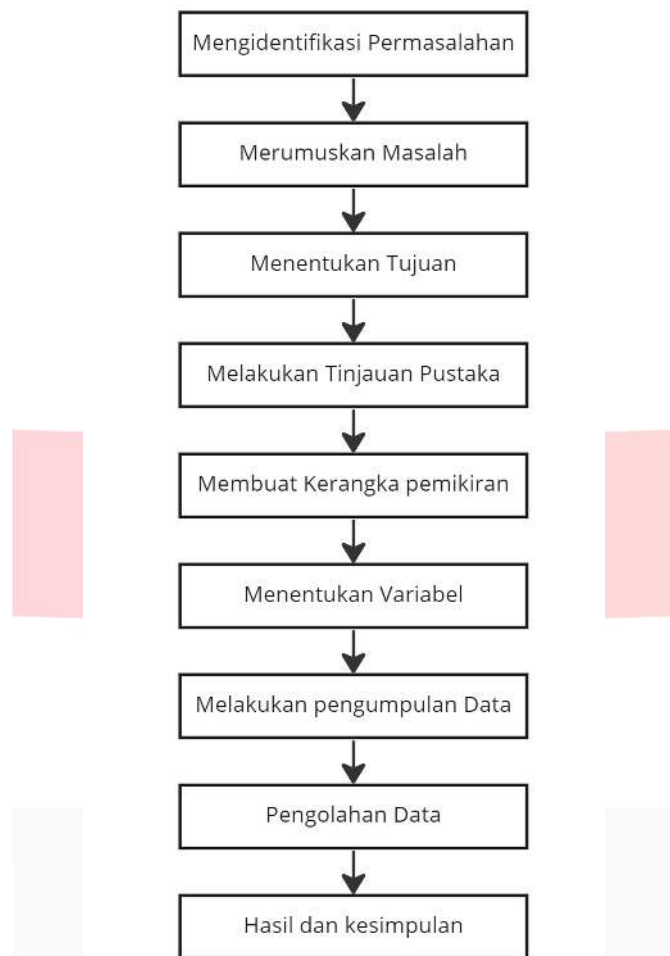 Mengidentifikasi Permasalahan
Merumuskan Masalah
Menentukan Tujuan
Melakukan Tinjauan Pustaka
Membuat Kerangka pemikiran
Menentukan Variabel
Melakukan pengumpulan Data
Pengolahan Data
Hasil dan kesimpulan